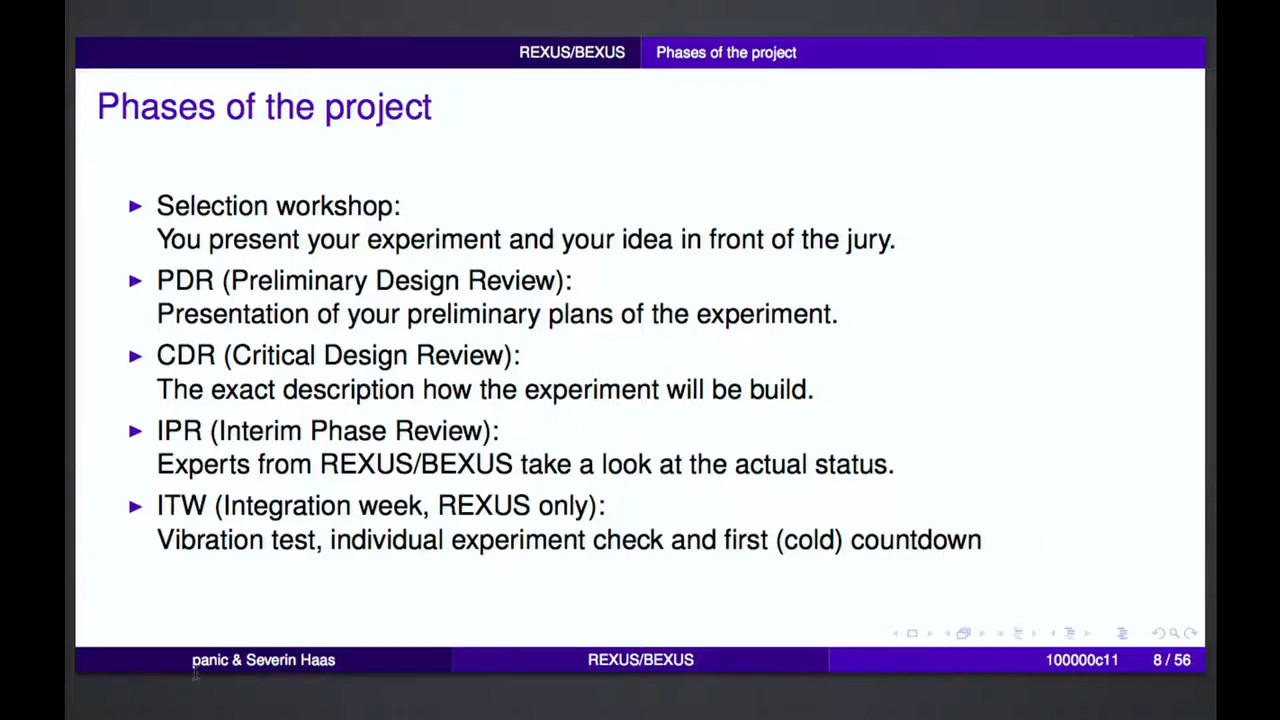 REXUS/BEXUS Phases of the project
Phases of the project
Selection workshop:
You present your experiment and your idea in front of the jury.
PDR (Preliminary Design Review):
Presentation of your preliminary plans of the experiment.
CDR (Critical Design Review):
The exact description how the experiment will be build.
IPR (Interim Phase Review):
Experts from REXUS/BEXUS take a look at the actual status.
ITW (Integration week, REXUS only):
Vibration test, individual experiment check and first (cold) countdown
panic & Severin Haas REXUS/BEXUS 100000c11 8 / 56